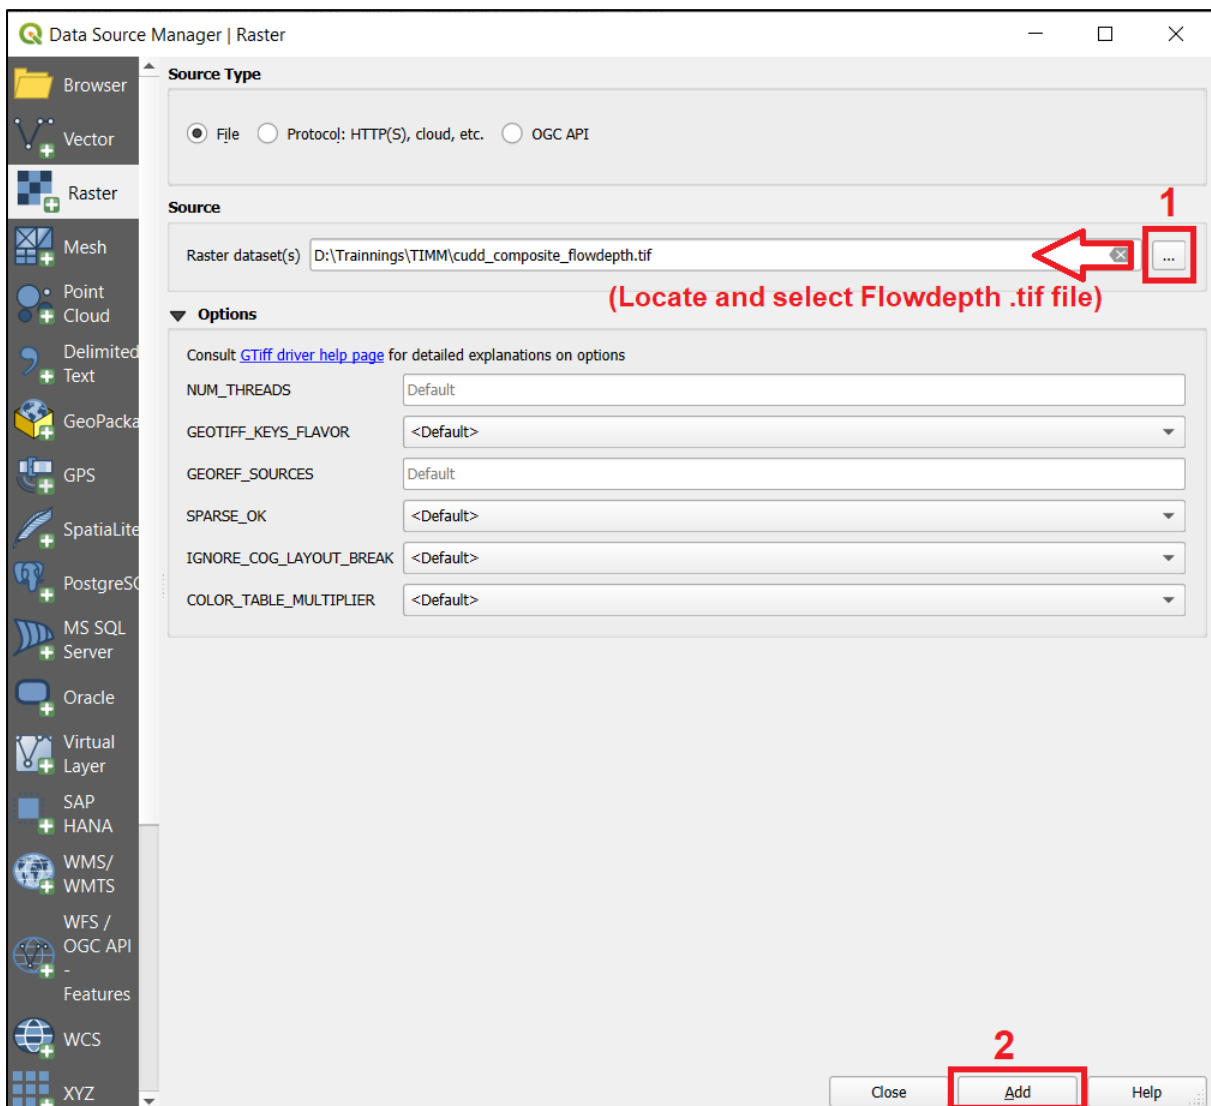 Data Source Manager | Raster
Browser
Vector
Raster
Mesh
Point
Cloud
Delimited
Text
GeoPacka
GPS
SpatiaLite
PostgreSQ
MS SQL
Server
Oracle
Virtual
Layer
SAP
HANA
WMS/
WMTS
WFS /
OGC API
-
Features
WCS
XYZ
Source Type
File
Protocol: HTTP(S), cloud, etc.
OGC API
Source
1
Raster dataset(s)
D:\Trainnings\TIMM\cudd_composite_flowdepth.tif
...
(Locate and select Flowdepth .tif file)
Options
Consult GTiff driver help page for detailed explanations on options
NUM_THREADS
Default
GEOTIFF_KEYS_FLAVOR
<Default>
GEOREF_SOURCES
Default
SPARSE_OK
<Default>
IGNORE_COG_LAYOUT_BREAK
<Default>
COLOR_TABLE_MULTIPLIER
<Default>
2
Close
Add
Help